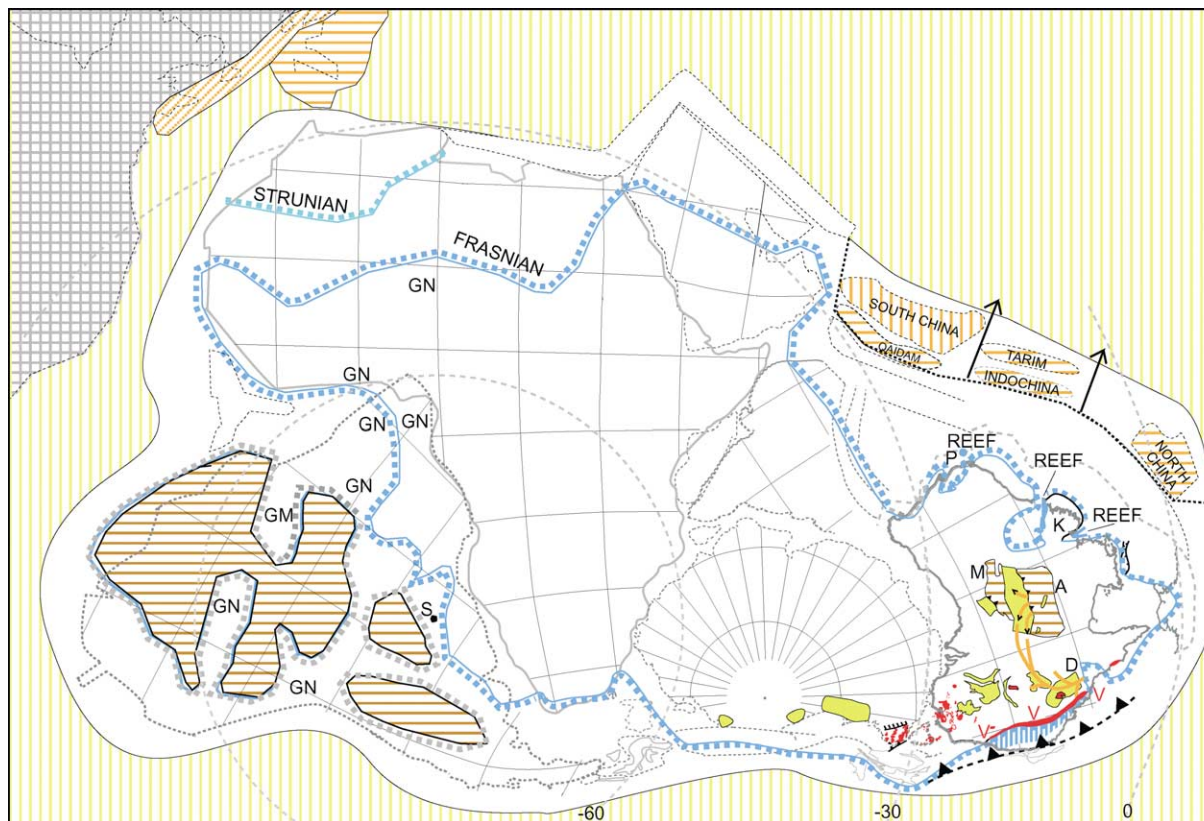 STRUNIAN
FRASNIAN
GN
SOUTH CHINA
QAIDAM
TARIM
INDOCHINA
GN
GN
GN
REEF
P
REEF
NORTH
CHINA
GN
GM
K
REEF
M
A
GN
S
D
GN
V
V
V
-60
-30
0